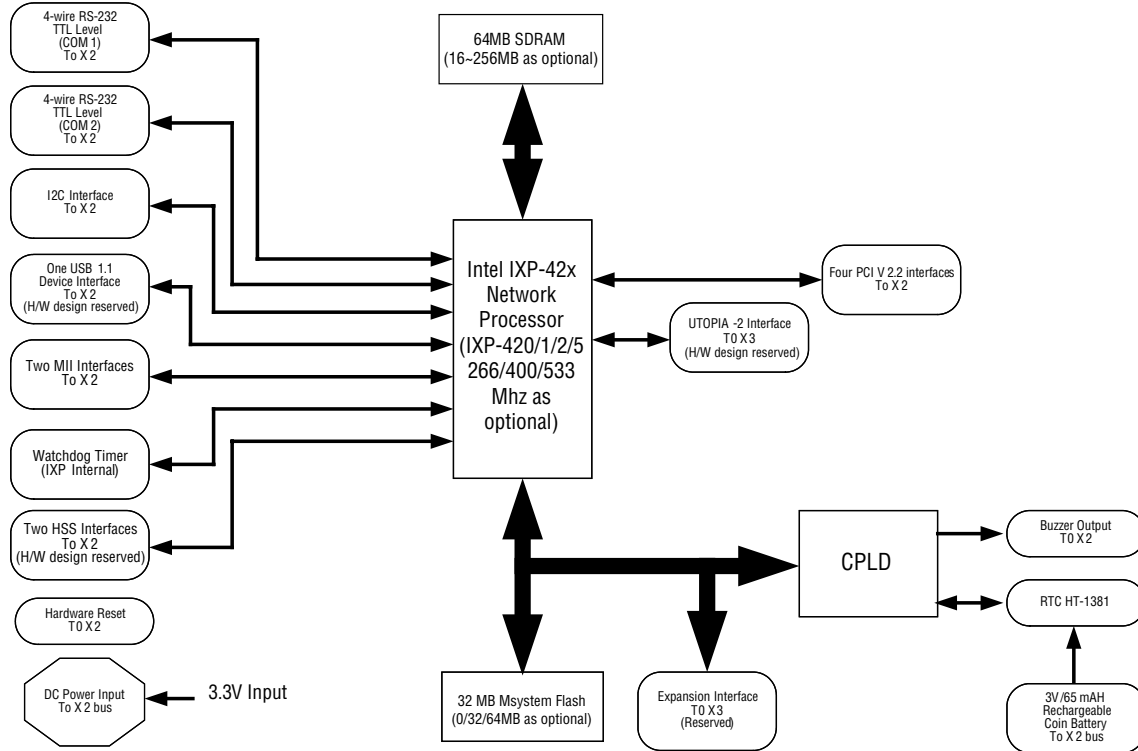 4-wire RS-232
TTL Level
(COM 1)
To X 2
4-wire RS-232
TTL Level
(COM 2)
To X 2
I2C Interface
To X 2
One USB 1.1
Device Interface
To X 2
(H/W design reserved)
Two MII Interfaces
To X 2
Watchdog Timer
(IXP Internal)
Two HSS Interfaces
To X 2
(H/W design reserved)
Hardware Reset
T0 X 2
DC Power Input
To X 2 bus
3.3V Input
64MB SDRAM
(16~256MB as optional)
Intel IXP-42x
Network
Processor
(IXP-420/1/2/5
266/400/533
Mhz as
optional)
32 MB Msystem Flash
(0/32/64MB as optional)
Four PCI V 2.2 interfaces
To X 2
UTOPIA -2 Interface
T0 X 3
(H/W design reserved)
Expansion Interface
T0 X 3
(Reserved)
CPLD
Buzzer Output
T0 X 2
RTC HT-1381
3V/65 mAH
Rechargeable
Coin Battery
To X 2 bus